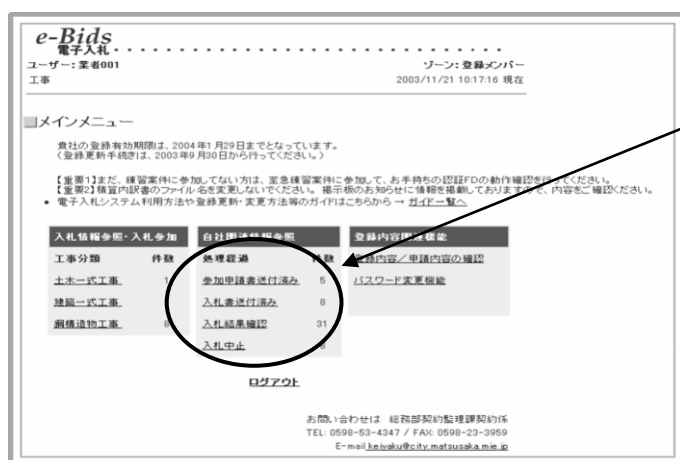 e-Bids
電子入札
ユーザー:業者001 ゾーン:登録メンバー
工事 2003/11/21 10:17:16 現在
メインメニュー
貴社の登録有効期限は、2004年1月29日までとなっています。
(登録更新手続きは、2003年9月30日から行ってください。)
【重要1】まだ、練習案件に参加してない方は、至急練習案件に参加して、お手持ちの認証FDの動作確認を行ってください。
【重要2】積算内訳書のファイル名を変更しないでください。掲示板のお知らせに情報を掲載しておりますので、内容をご確認ください。
• 電子入札システム利用方法や登録更新・変更方法等のガイドはこちらから → ガイド一覧へ
入札情報参照・入札参加 自社関連情報参照 登録内容関連機能
工事分類 件数 処理経過 件数 登録内容/申請内容の確認
土木一式工事 1 参加申請書送付済み 5 パスワード変更機能
建築一式工事 入札書送付済み 8
鋼構造物工事 8 入札結果確認 31
入札中止
ログアウト
お問い合わせは 総務部契約監理課契約係
TEL: 0598-53-4347 / FAX: 0598-23-3959
E-mail keiyaku@city.matsusaka.mie.jp